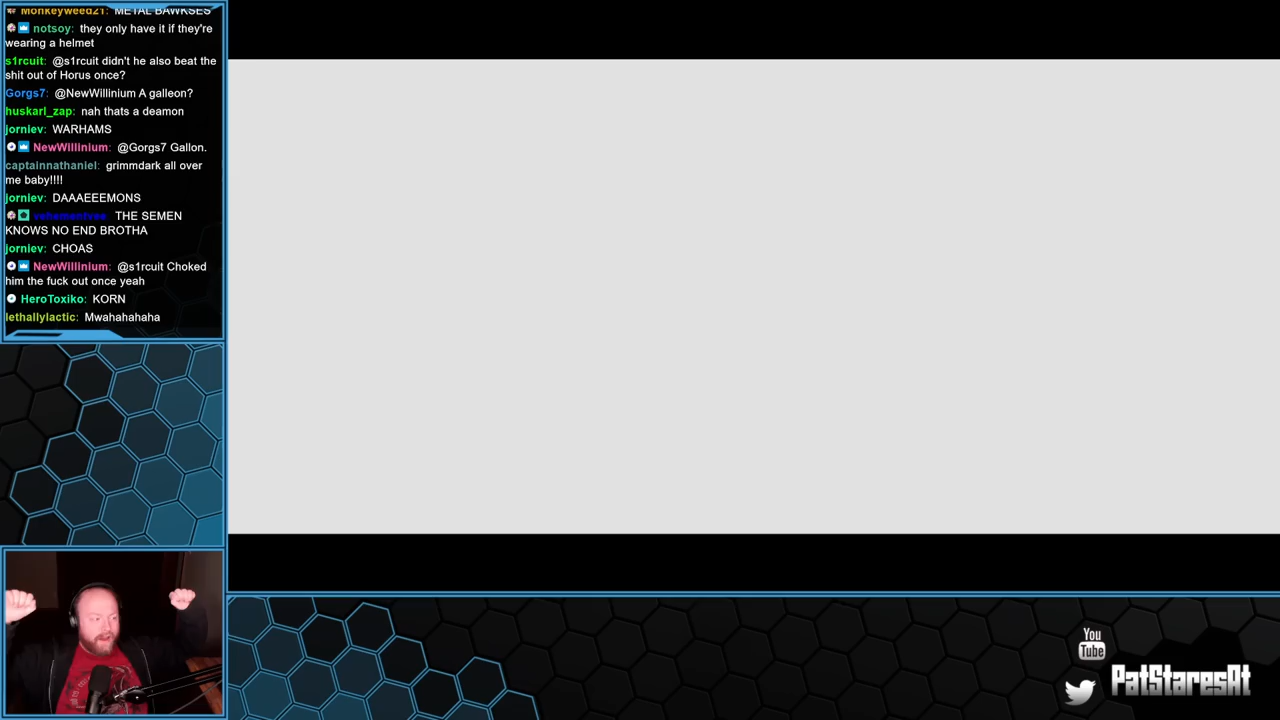 Monkeyweed21: METAL BAWKSES
notsoy: they only have it if they're
wearing a helmet
s1rcuit: @s1rcuit didn't he also beat the
shit out of Horus once?
Gorgs7: @NewWillinium A galleon?
huskarl_zap: nah thats a deamon
jorniev: WARHAMS
NewWillinium: @Gorgs7 Gallon.
captainnathaniel: grimmdark all over
me baby!!!!
jorniev: DAAAEEEMONS
vehementvee THE SEMEN
KNOWS NO END BROTHA
jorniev: CHOAS
NewWillinium: @s1rcuit Choked
him the fuck out once yeah
HeroToxiko: KORN
lethallylactic: Mwahahahaha
You
Tube
PatStaresAt